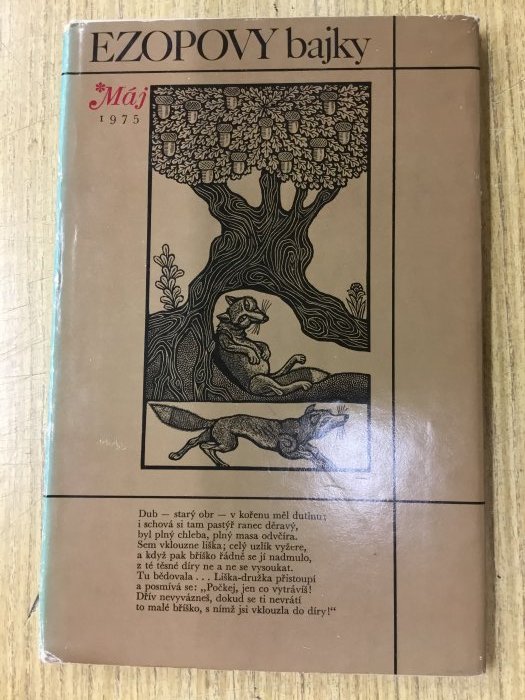 EZOPOVY bajky
*Máj
1975
Dub — starý obr — v kořenu měl dutinu;
i schová si tam pastýř ranec děravý,
byl plný chleba, plný masa odvčíra.
Sem vklouzne liška; celý uzlík vyžere,
a když pak bříško řádně se jí nadmulo,
z té těsné díry ne a ne se vysoukat.
Tu bědovala . . . Liška-družka přistoupí
a posmívá se: „Počkej, jen co vytrávíš!
Dřív nevyvázneš, dokud se ti nevrátí
to malé bříško, s nímž jsi vklouzla do díry!“